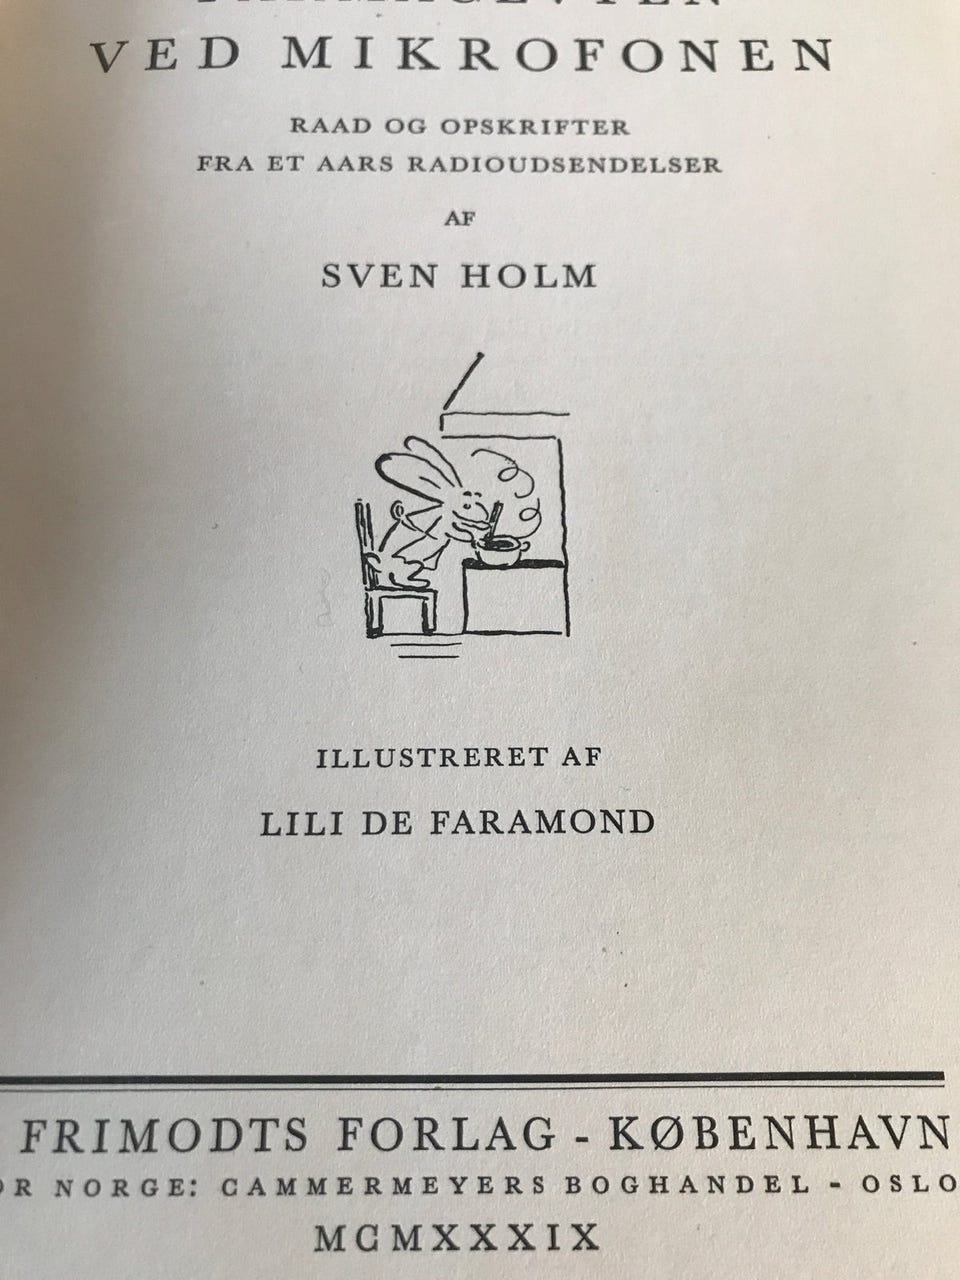 VED MIKROFONEN
RAAD OG OPSKRIFTER
FRA ET AARS RADIOUDSENDELSER
AF
SVEN HOLM
ILLUSTRERET AF
LILI DE FARAMOND
FRIMODTS FORLAG - KØBENHAVN
NORGE: CAMMERMEYERS BOGHANDEL - OSLO
MCMXXXIX